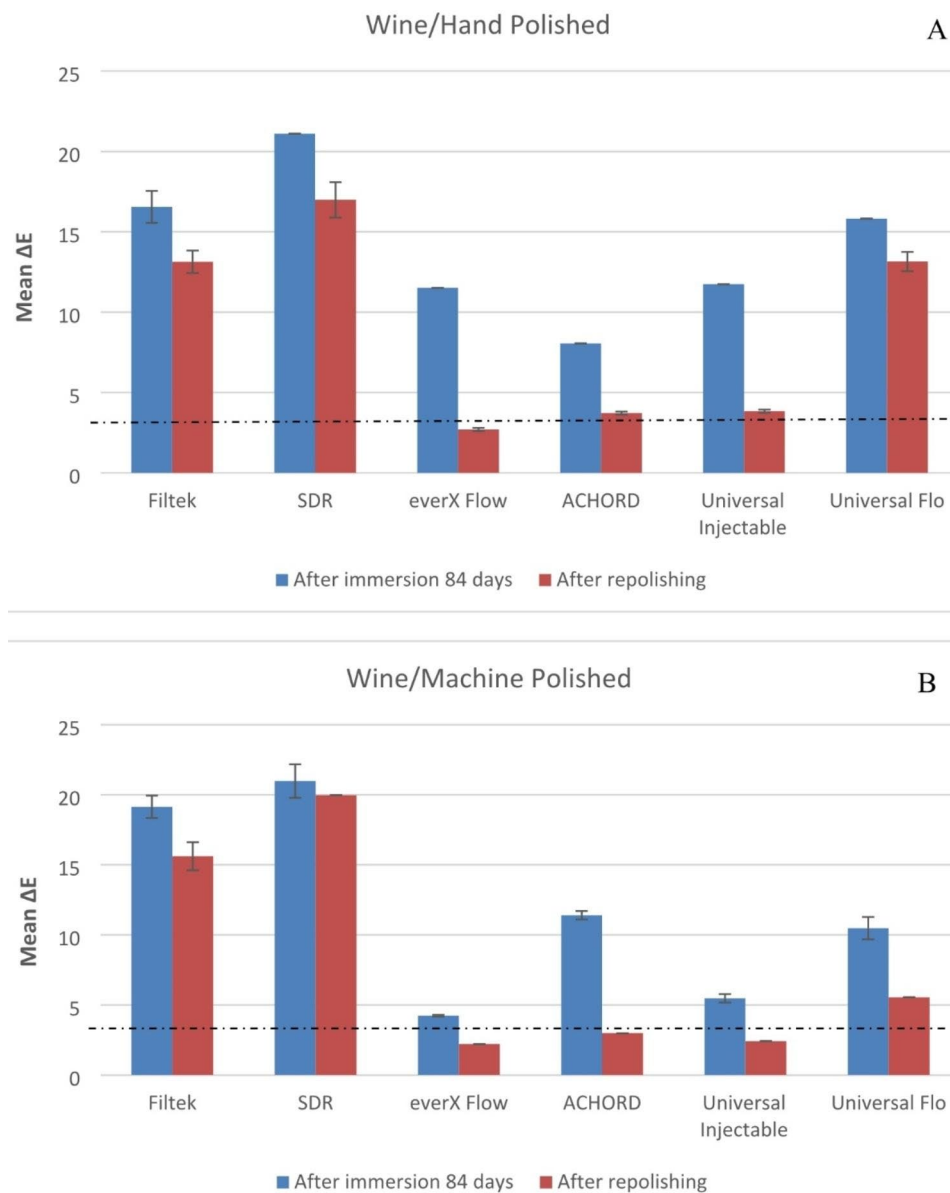 Wine/Hand Polished
A
25
20
15
10
5
0
Mean ΔE
Filtek
SDR
everX Flow
ACHORD
Universal
Injectable
Universal Flo
After immersion 84 days
After repolishing
Wine/Machine Polished
B
25
20
15
10
5
0
Mean ΔE
Filtek
SDR
everX Flow
ACHORD
Universal
Injectable
Universal Flo
After immersion 84 days
After repolishing